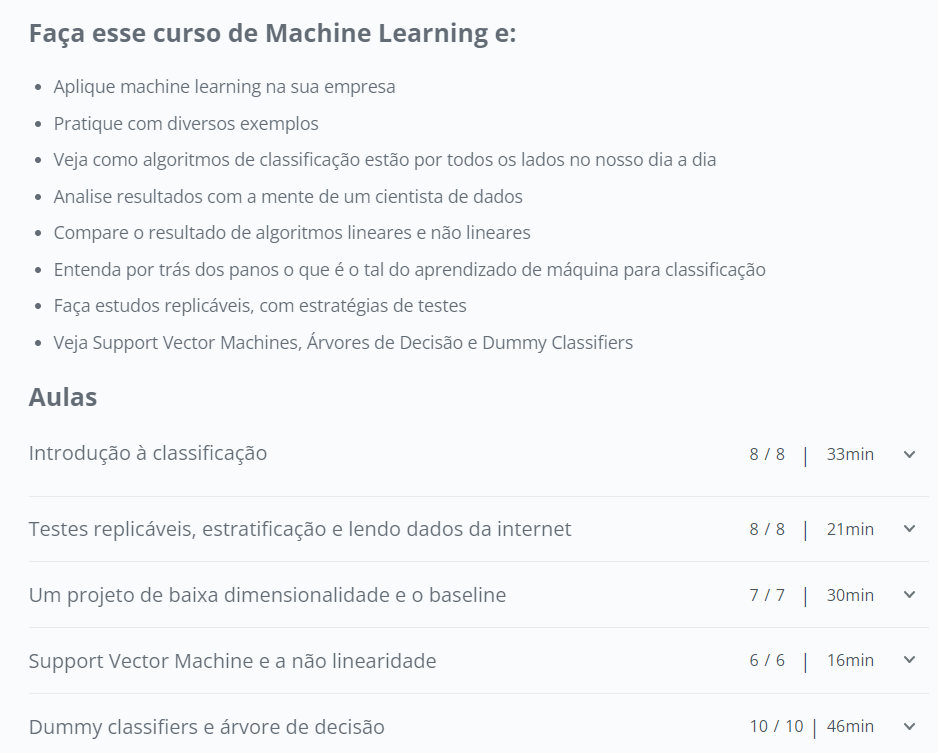 Faça esse curso de Machine Learning e:
• Aplique machine learning na sua empresa
• Pratique com diversos exemplos
• Veja como algoritmos de classificação estão por todos os lados no nosso dia a dia
• Analise resultados com a mente de um cientista de dados
• Compare o resultado de algoritmos lineares e não lineares
• Entenda por trás dos panos o que é o tal do aprendizado de máquina para classificação
• Faça estudos replicáveis, com estratégias de testes
• Veja Support Vector Machines, Árvores de Decisão e Dummy Classifiers
Aulas
Introdução à classificação 8 / 8 | 33min
Testes replicáveis, estratificação e lendo dados da internet 8 / 8 | 21min
Um projeto de baixa dimensionalidade e o baseline 7 / 7 | 30min
Support Vector Machine e a não linearidade 6 / 6 | 16min
Dummy classifiers e árvore de decisão 10 / 10 | 46min